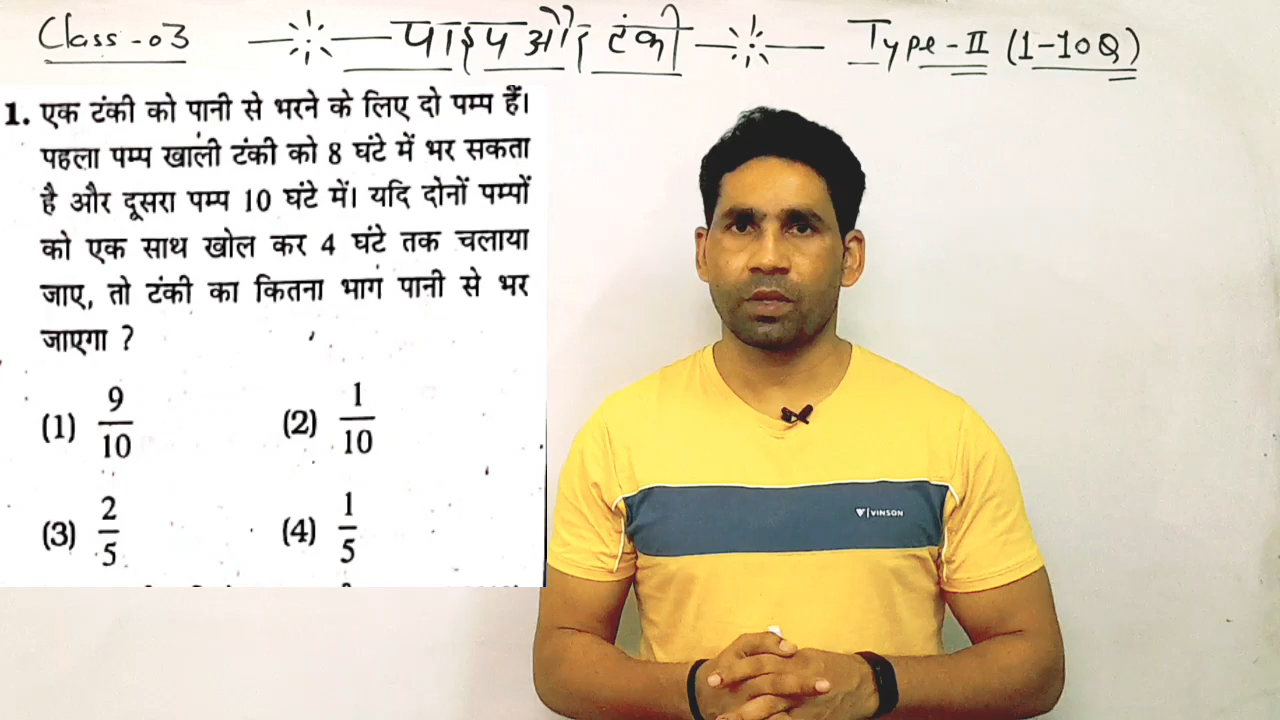 Class-03 पाइप और टंकी Type-II (1-10Q)
1. एक टंकी को पानी से भरने के लिए दो पम्प हैं।
पहला पम्प खाली टंकी को 8 घंटे में भर सकता
है और दूसरा पम्प 10 घंटे में। यदि दोनों पम्पों
को एक साथ खोल कर 4 घंटे तक चलाया
जाए, तो टंकी का कितना भाग पानी से भर
जाएगा ?
(1) 9/10 (2) 1/10
(3) 2/5 (4) 1/5
VINSON